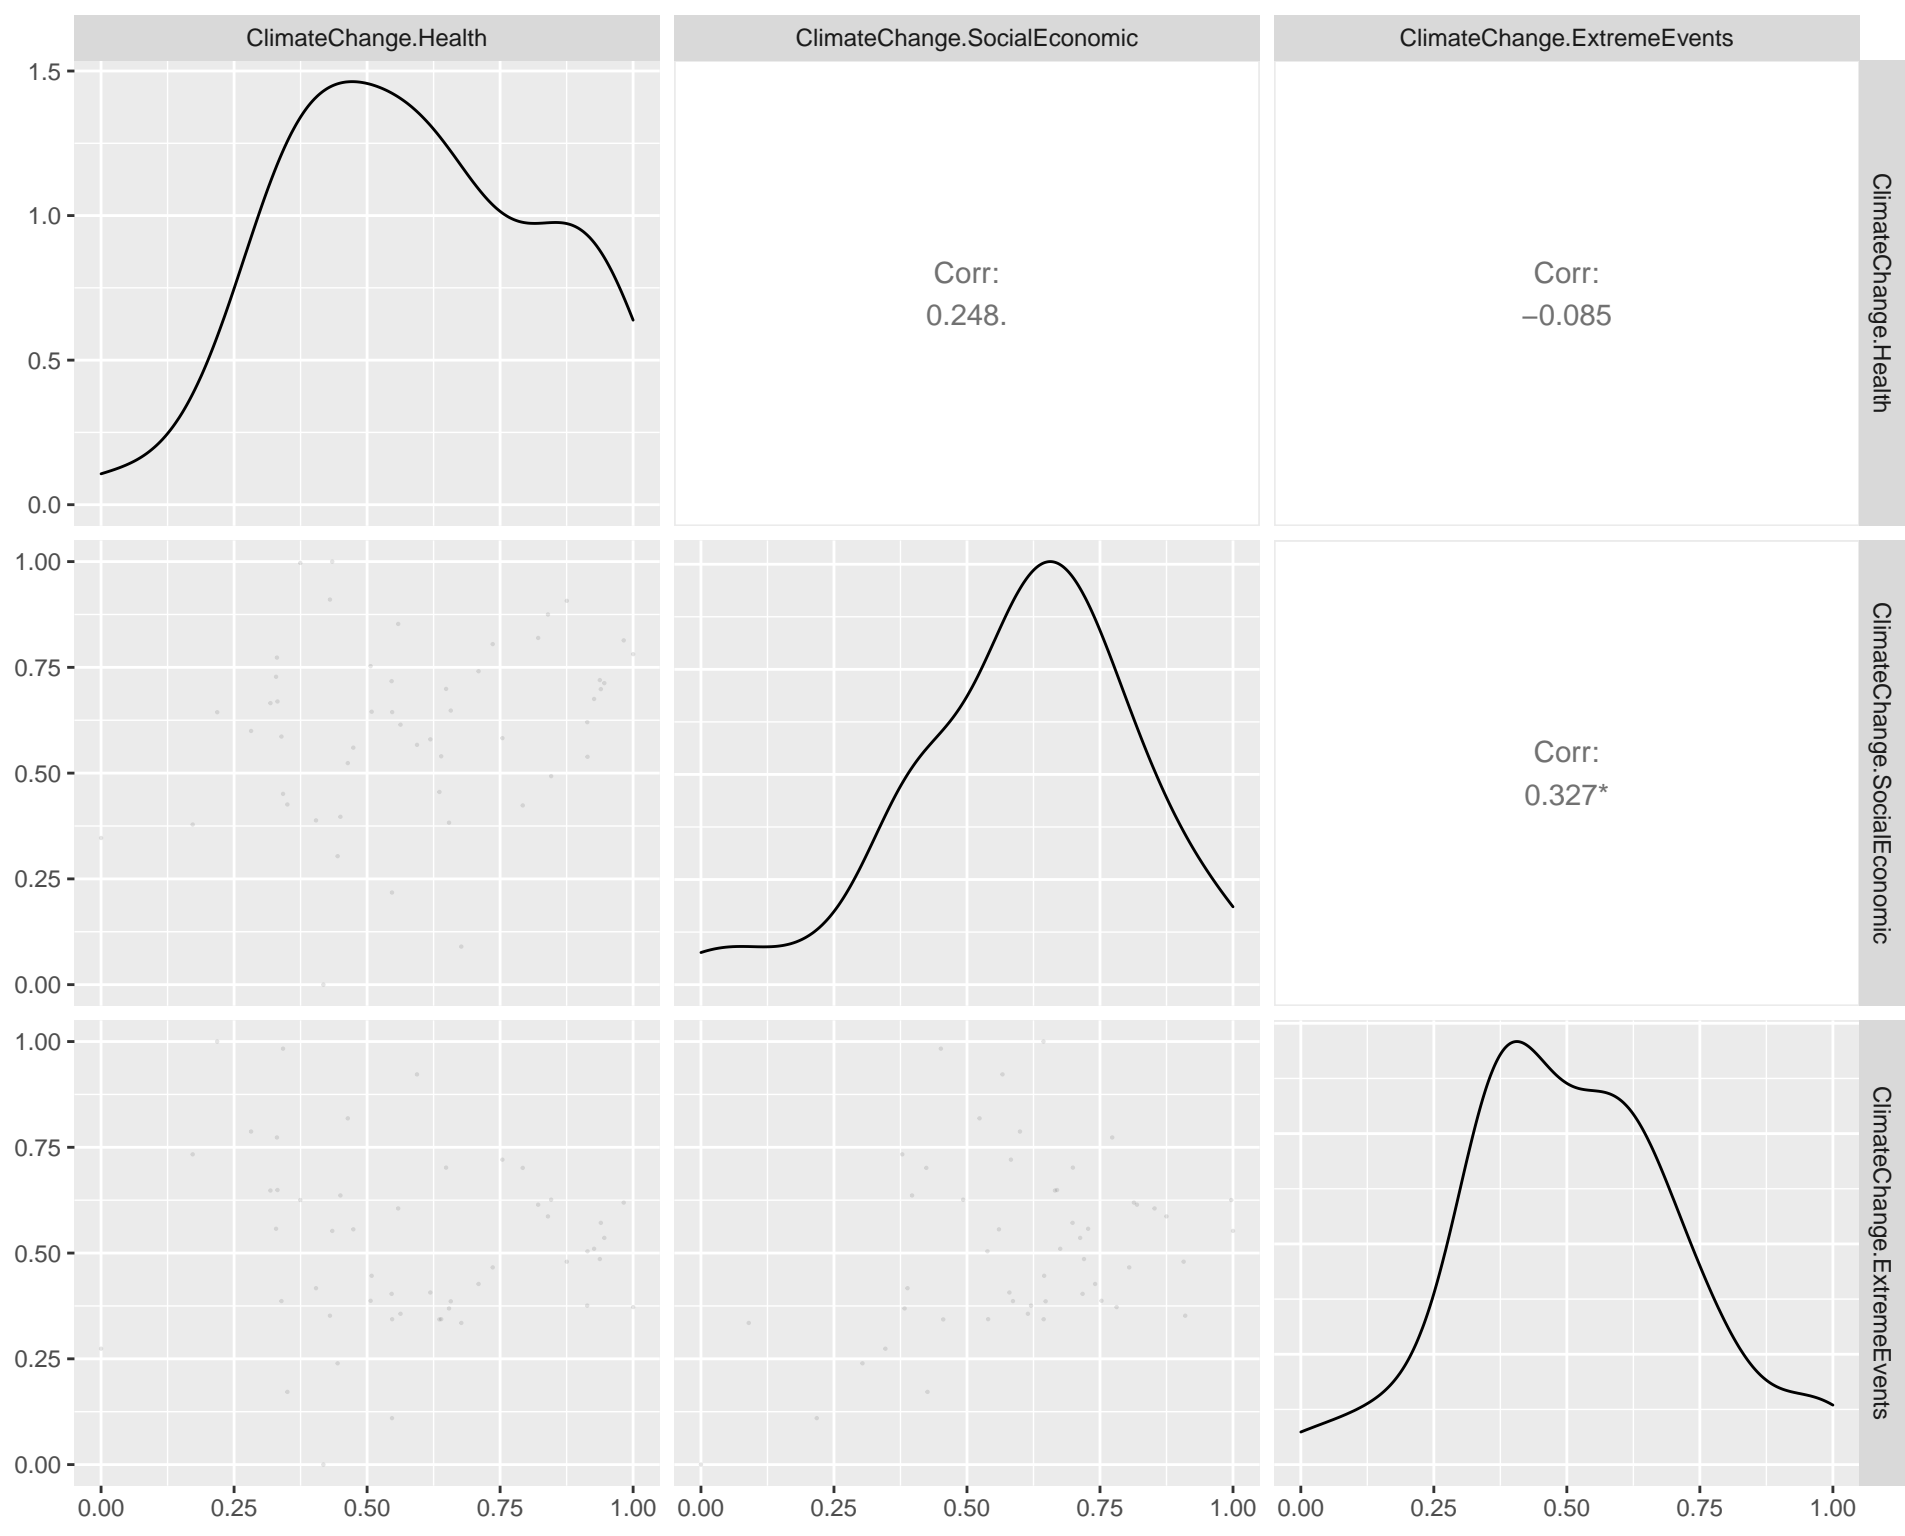 ClimateChange.Health
ClimateChange.SocialEconomic
ClimateChange.ExtremeEvents
1.5
1.0
0.5
0.0
Corr:
0.248.
Corr:
−0.085
ClimateChange.Health
1.00
0.75
0.50
0.25
0.00
Corr:
0.327*
ClimateChange.SocialEconomic
1.00
0.75
0.50
0.25
0.00
ClimateChange.ExtremeEvents
0.00 0.25 0.50 0.75 1.00
0.00 0.25 0.50 0.75 1.00
0.00 0.25 0.50 0.75 1.00